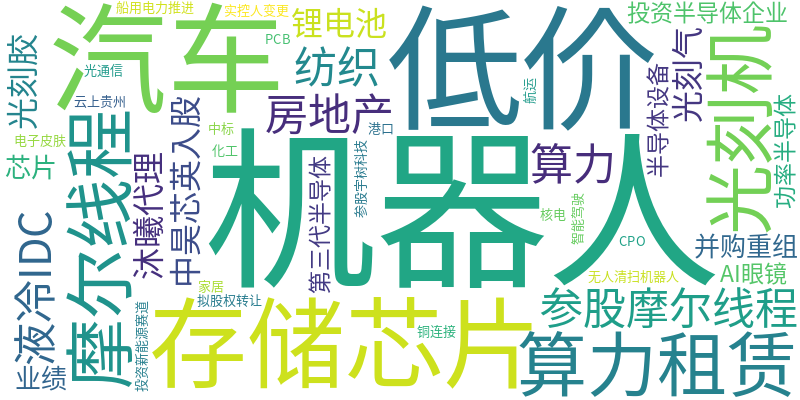 船用电力推进
实控人变更
锂电池
投资半导体企业
汽车
低价
PCB
光刻胶
光通信
纺织
光刻机
光刻气
半导体设备
云上贵州
航运
电子皮肤
芯片
摩尔线程
沐曦代理
中昊芯英入股
中标
化工
房地产
港口
参股宇树科技
第三代半导体
机器人
算力
核电
智能驾驶
功率半导体
液冷IDC
CPO
并购重组
AI眼镜
无人清扫机器人
家居
拟股权转让
存储芯片
参股摩尔线程
铜连接
算力租赁
业绩
投资新能源赛道